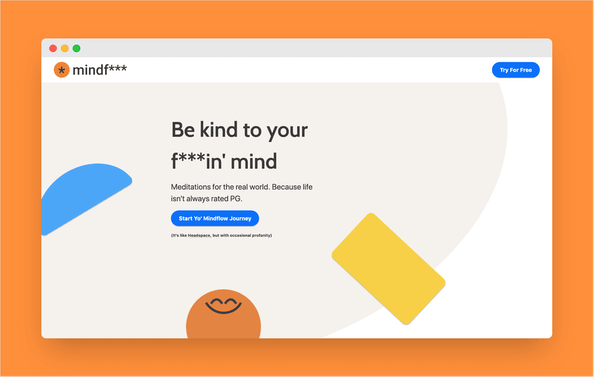 mindf***
Try For Free
Be kind to your
f***in' mind
Meditations for the real world. Because life
isn't always rated PG.
Start Yo' Mindflow Journey
(It's like Headspace, but with occasional profanity)